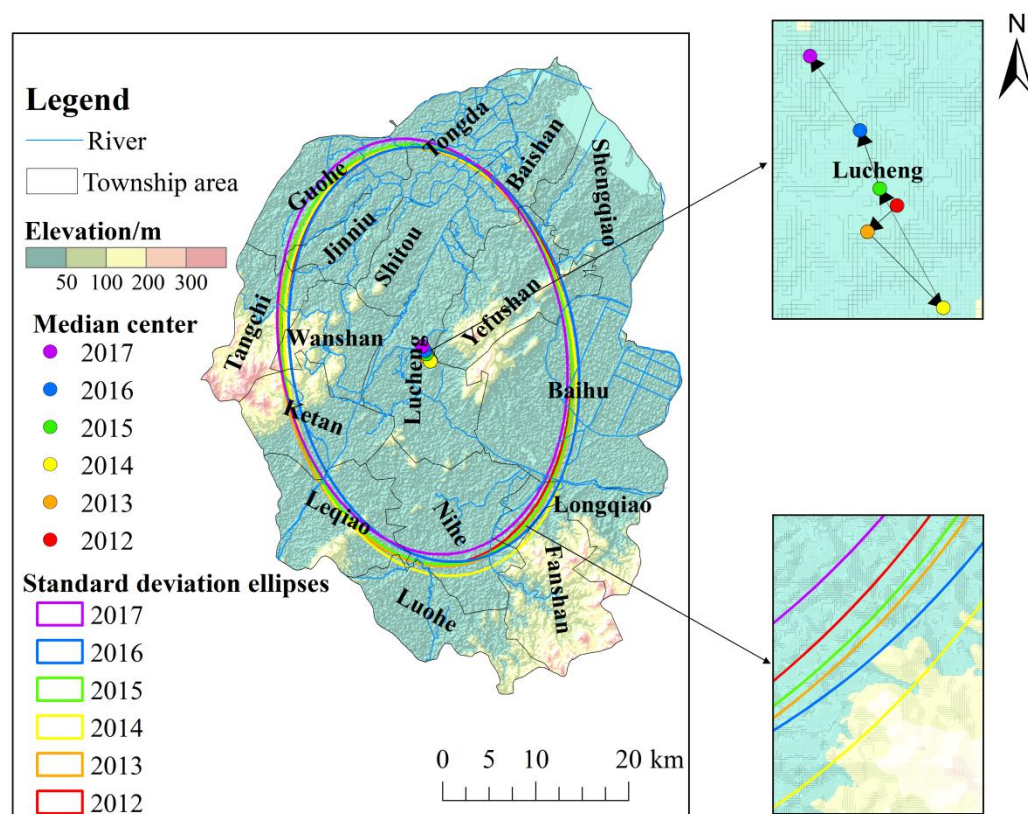 Legend
River
Township area
Elevation/m
50 100 200 300
Median center
2017
2016
2015
2014
2013
2012
Standard deviation ellipses
2017
2016
2015
2014
2013
2012
Tongda
Baishan
Shengqiao
Guohe
Jinniu
Shitou
Tangchi
Wanshan
Yefushan
Lucheng
Baihu
Ketan
Leqiao
Nihe
Longqiao
Fanshan
Luohe
0 5 10 20 km
N
Lucheng